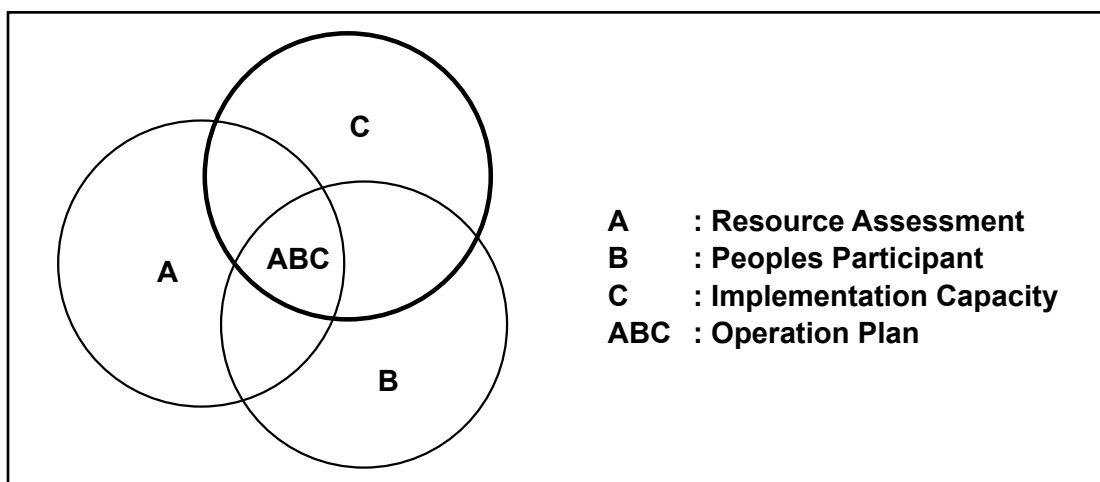 C
A
ABC
B
A : Resource Assessment
B : Peoples Participant
C : Implementation Capacity
ABC : Operation Plan